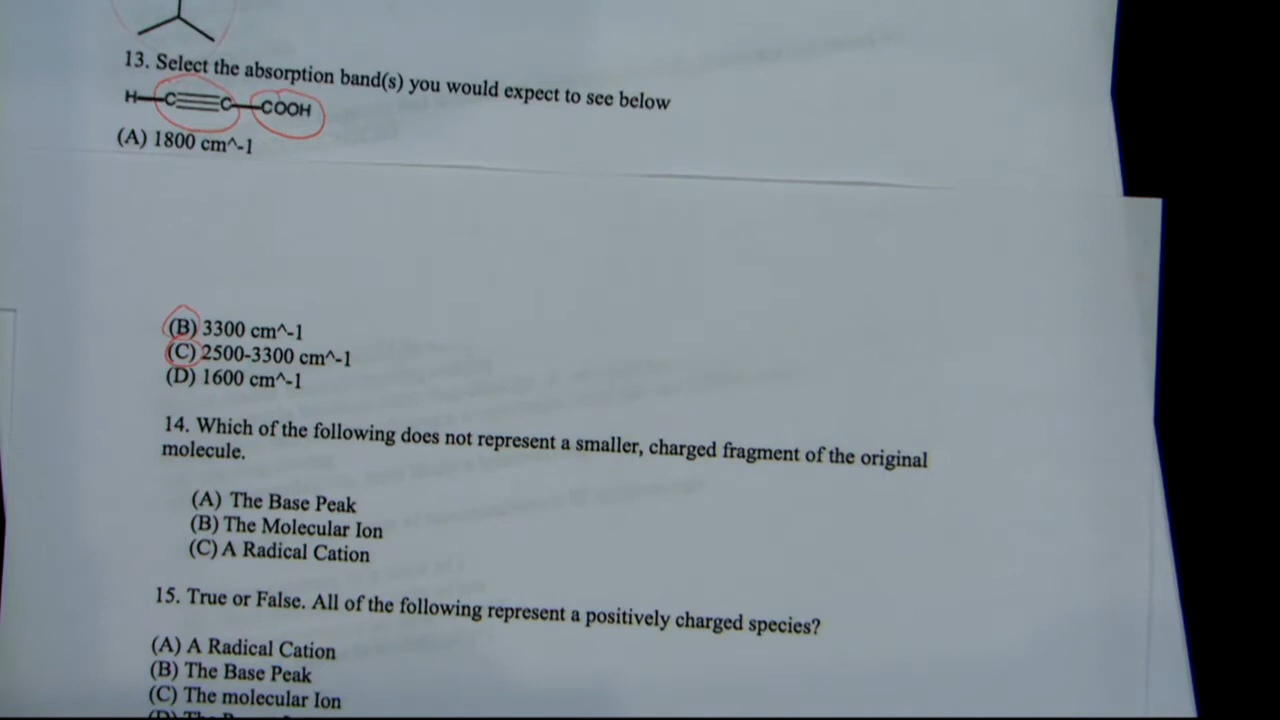 13. Select the absorption band(s) you would expect to see below
H—C≡C—COOH
(A) 1800 cm^-1
(B) 3300 cm^-1
(C) 2500-3300 cm^-1
(D) 1600 cm^-1
14. Which of the following does not represent a smaller, charged fragment of the original
molecule.
(A) The Base Peak
(B) The Molecular Ion
(C) A Radical Cation
15. True or False. All of the following represent a positively charged species?
(A) A Radical Cation
(B) The Base Peak
(C) The molecular Ion